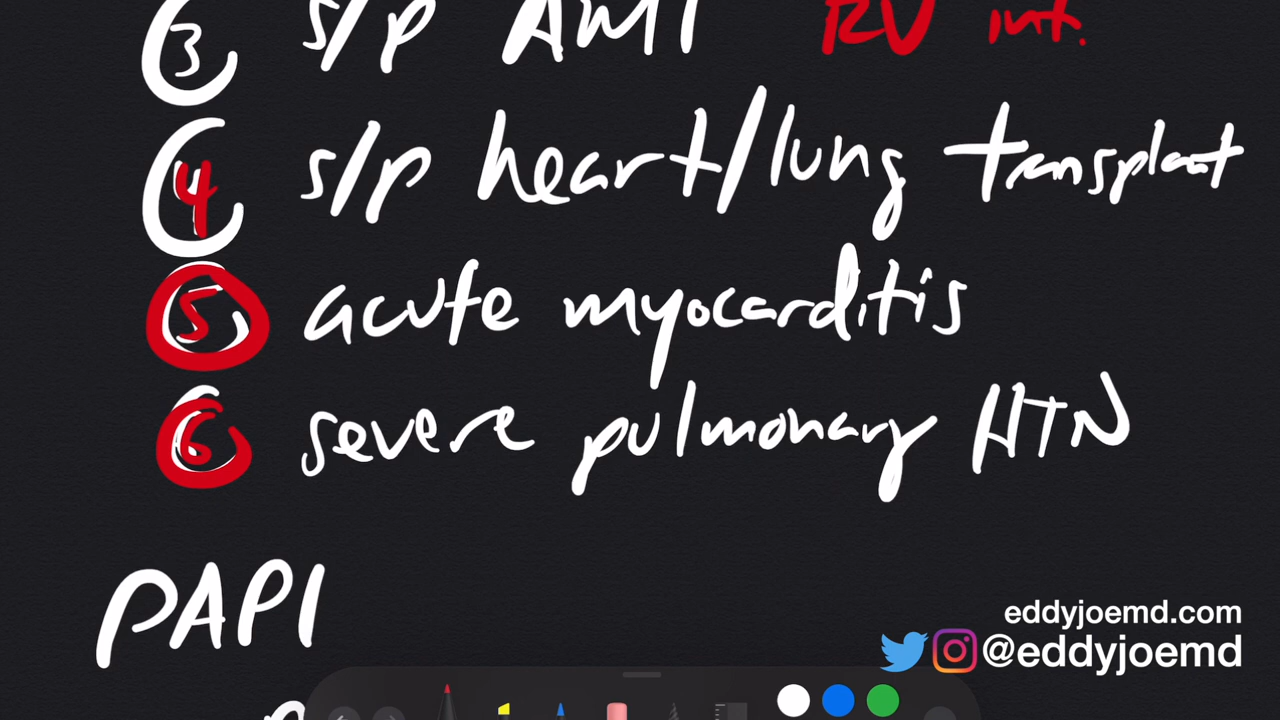 3 s/p AMI RV inf.
4 s/p heart/lung transplant
5 acute myocarditis
6 severe pulmonary HTN
PAPI
eddyjoemd.com
@eddyjoemd